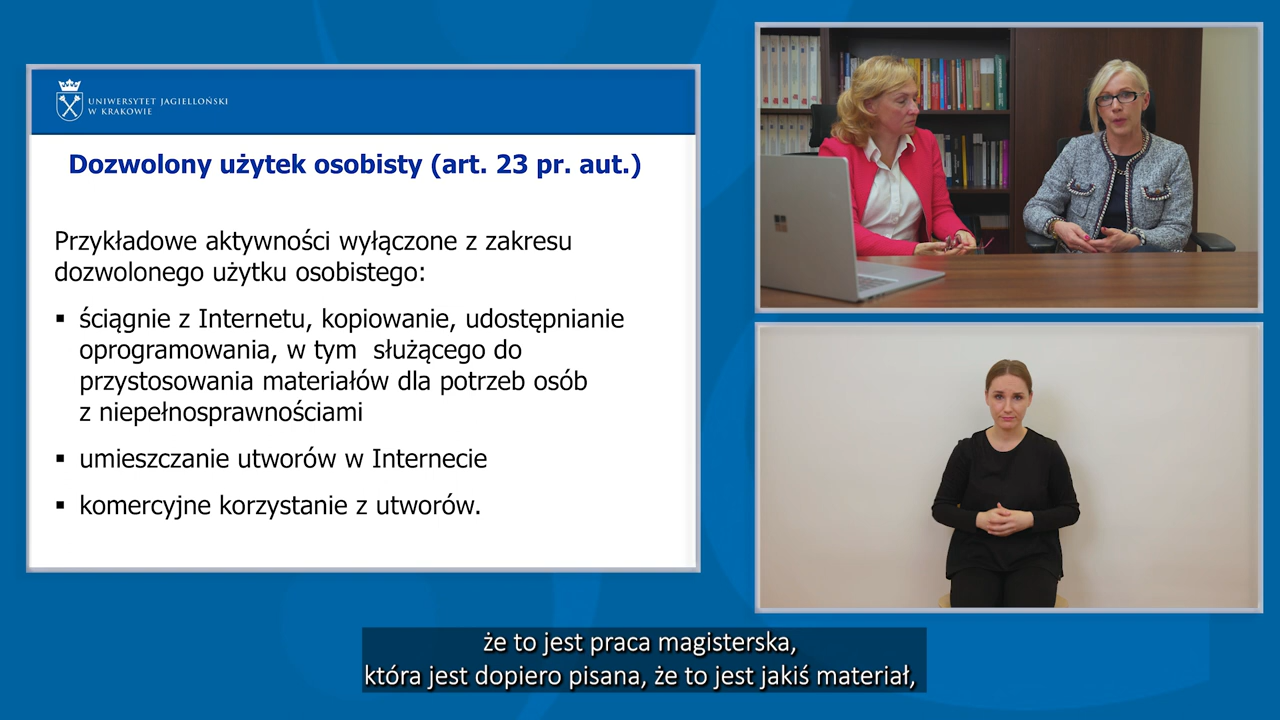 UNIWERSYTET JAGIELLOŃSKI
W KRAKOWIE
Dozwolony użytek osobisty (art. 23 pr. aut.)
Przykładowe aktywności wyłączone z zakresu
dozwolonego użytku osobistego:
▪ ściągnie z Internetu, kopiowanie, udostępnianie
oprogramowania, w tym służącego do
przystosowania materiałów dla potrzeb osób
z niepełnosprawnościami
▪ umieszczanie utworów w Internecie
▪ komercyjne korzystanie z utworów.
że to jest praca magisterska,
która jest dopiero pisana, że to jest jakiś materiał,